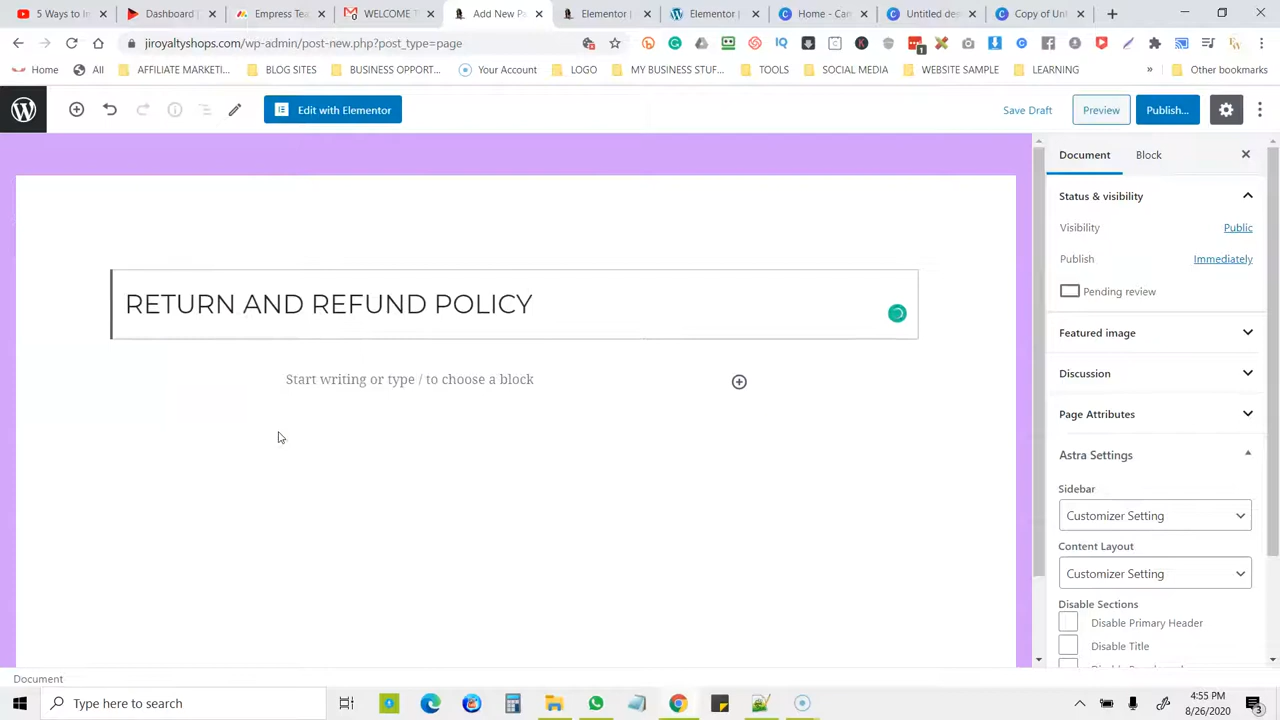 5 Ways to In
Dashboard |
Empress Tec
WELCOME T
Add New Pa
Elementor |
Elementor
Home - Can
Untitled des
Copy of Unt
jiroyaltyshops.com/wp-admin/post-new.php?post_type=page
Home
All
AFFILIATE MARKETI...
BLOG SITES
BUSINESS OPPORT...
Your Account
LOGO
MY BUSINESS STUF...
TOOLS
SOCIAL MEDIA
WEBSITE SAMPLE
LEARNING
»
Other bookmarks
Edit with Elementor
Save Draft
Preview
Publish...
Document
Block
Status & visibility
Visibility
Public
Publish
Immediately
Pending review
RETURN AND REFUND POLICY
Start writing or type / to choose a block
Featured image
Discussion
Page Attributes
Astra Settings
Sidebar
Customizer Setting
Content Layout
Customizer Setting
Disable Sections
Disable Primary Header
Disable Title
Document
Type here to search
4:55 PM
8/26/2020
3